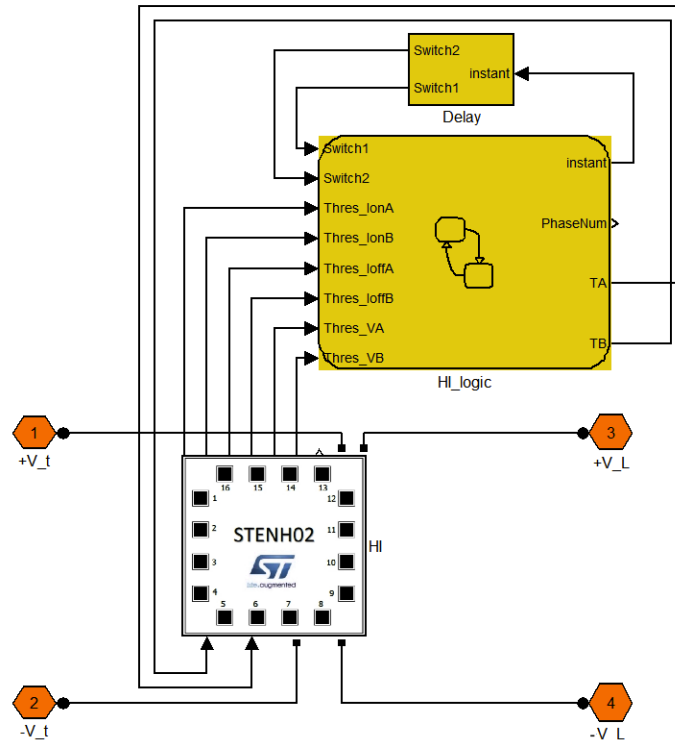 Switch2
instant
Switch1
Delay
Switch1
instant
Switch2
Thres_IonA
PhaseNum
Thres_IonB
Thres_IoffA
TA
Thres_IoffB
Thres_VA
TB
Thres_VB
HI_logic
1
+V_t
3
+V_L
16
15
14
13
1
12
2
STENH02
11
HI
3
ST
10
life.augmented
4
9
5
6
7
8
2
-V_t
4
-V_L